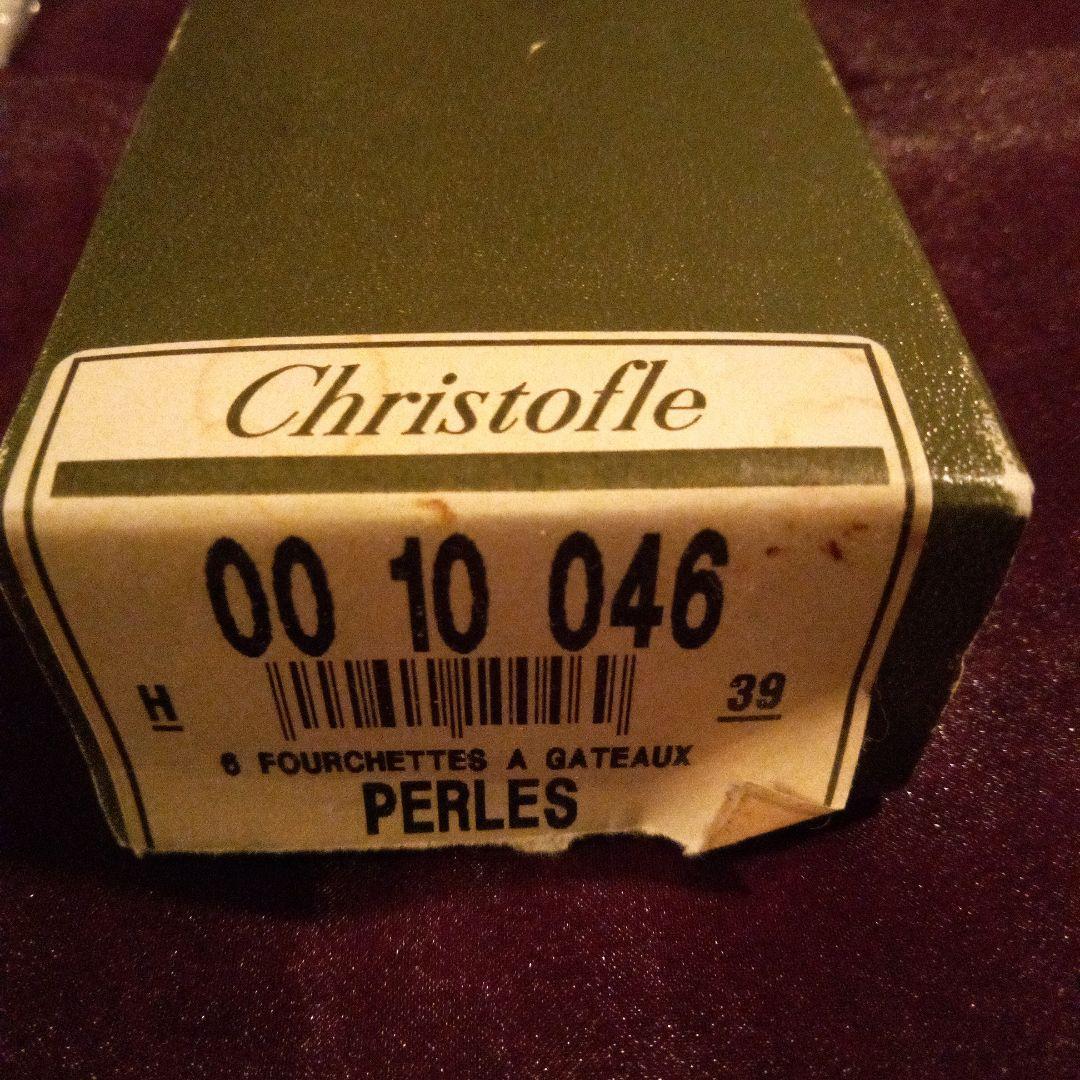 Christofle
00 10 046
H 39
6 FOURCHETTES A GATEAUX
PERLES